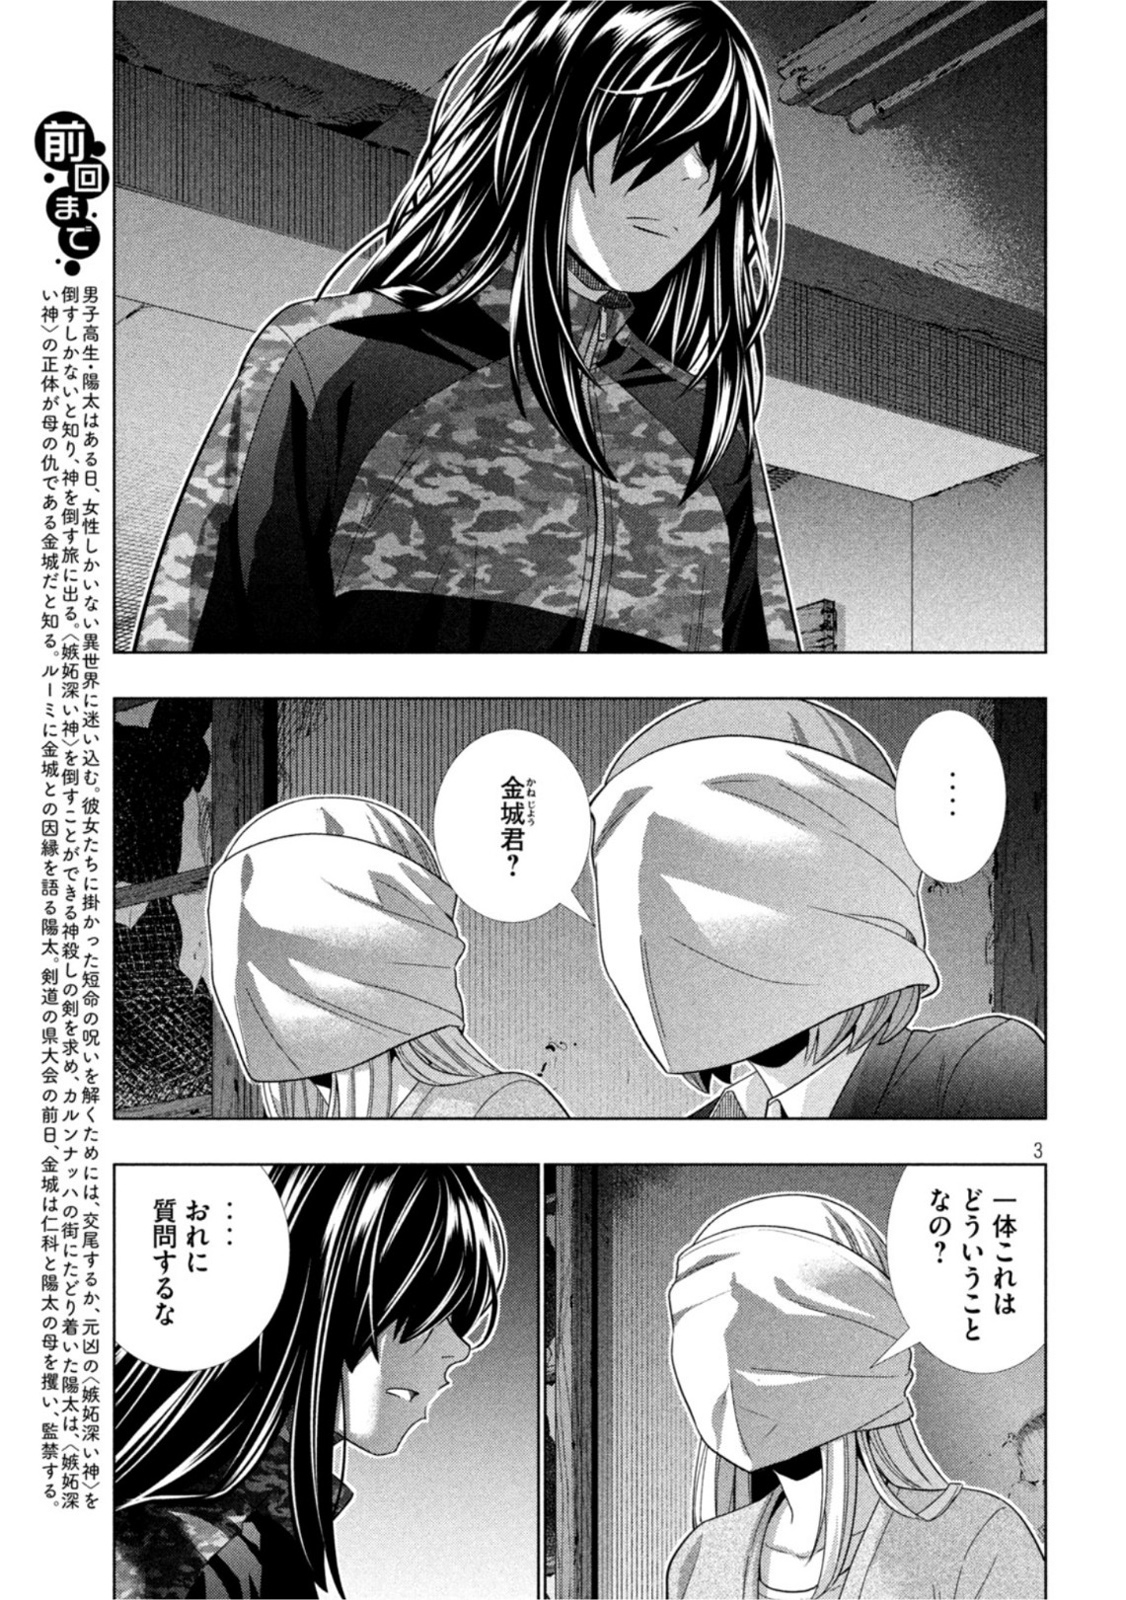 ・・・・
金城君？
かねじょう
3
一体これは
どういうこと
なの？
・・・・
おれに
質問するな
前回まで
男子高生・陽太はある日、女性しかいない異世界に迷い込む。彼女たちに掛かった短命の呪いを解くためには、交尾するか、元凶の〈嫉妬深い神〉を
倒すしかないと知り、神を倒す旅に出る。〈嫉妬深い神〉を倒すことができる神殺しの剣を求め、カルンナッハの街にたどり着いた陽太は、〈嫉妬深
い神〉の正体が母の仇である金城だと知る。ルーミに金城との因縁を語る陽太。剣道の県大会の前日、金城は仁科と陽太の母を攫い、監禁する。